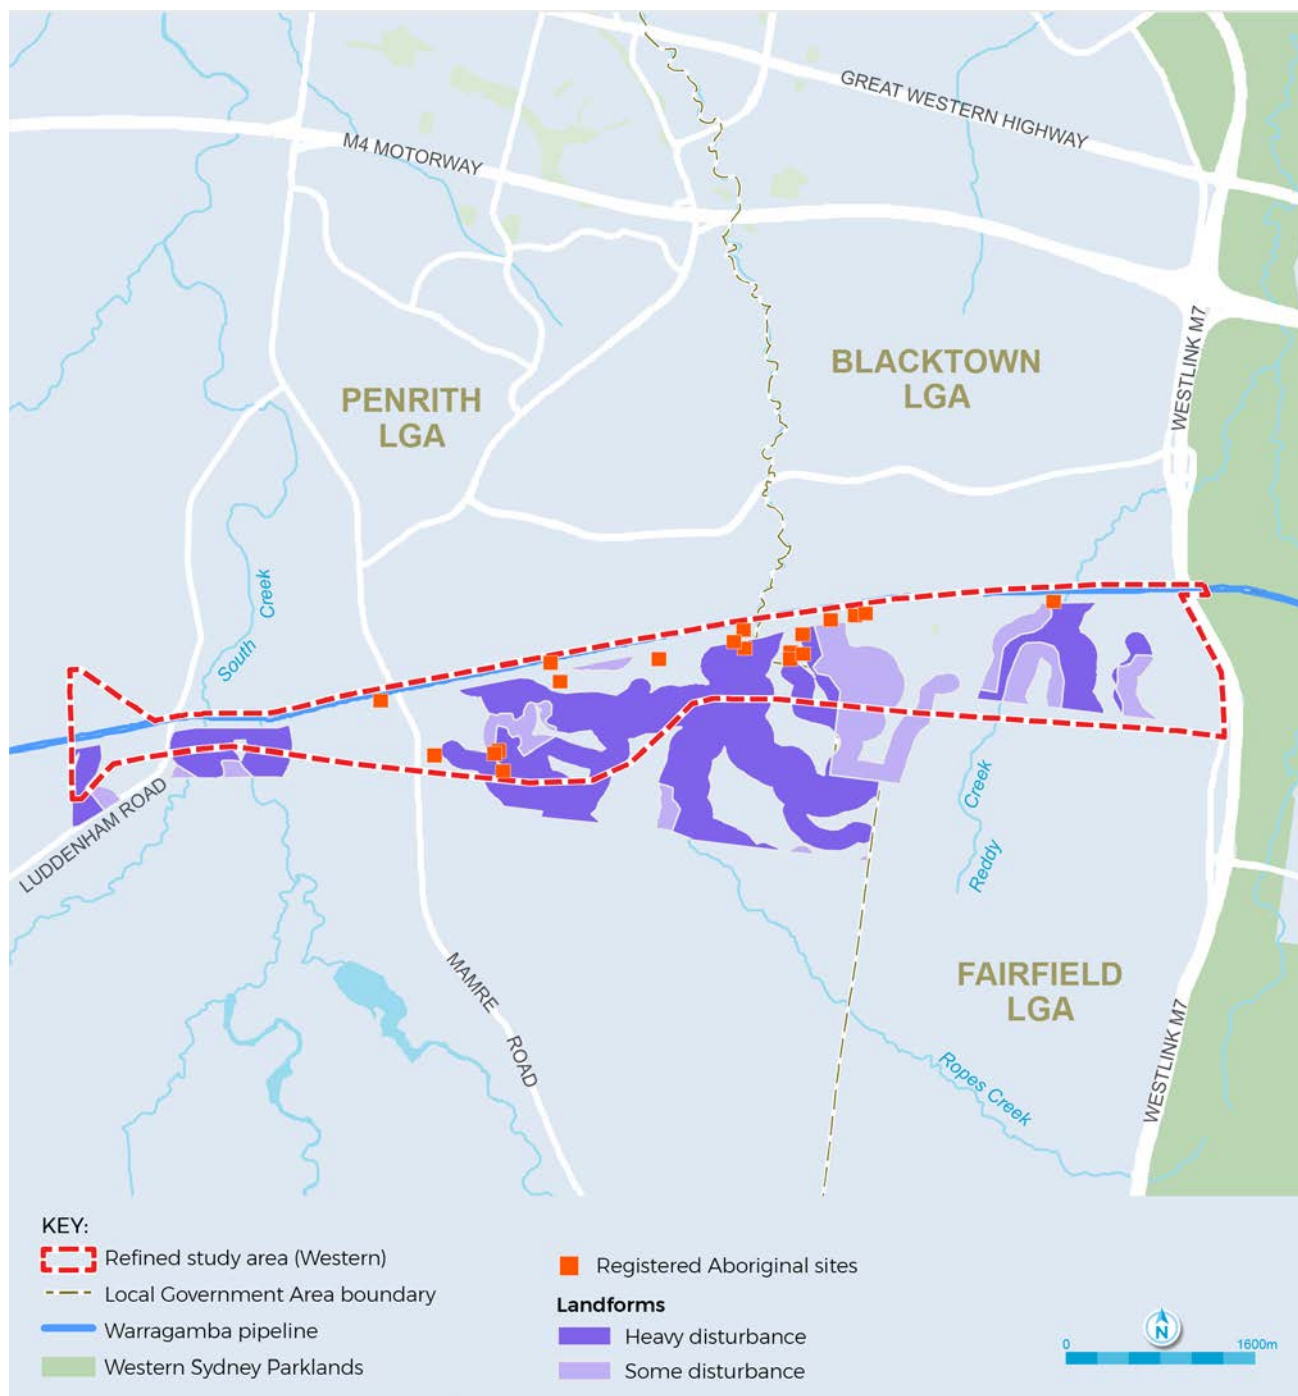 GREAT WESTERN HIGHWAY
M4 MOTORWAY
WESTLINK M7
BLACKTOWN
LGA
PENRITH
LGA
South Creek
LUDDENHAM ROAD
Reddy Creek
FAIRFIELD
LGA
MAMRE ROAD
Ropes Creek
WESTLINK M7
KEY:
Refined study area (Western)
Local Government Area boundary
Warragamba pipeline
Western Sydney Parklands
Registered Aboriginal sites
Landforms
Heavy disturbance
Some disturbance
N
0 1600m